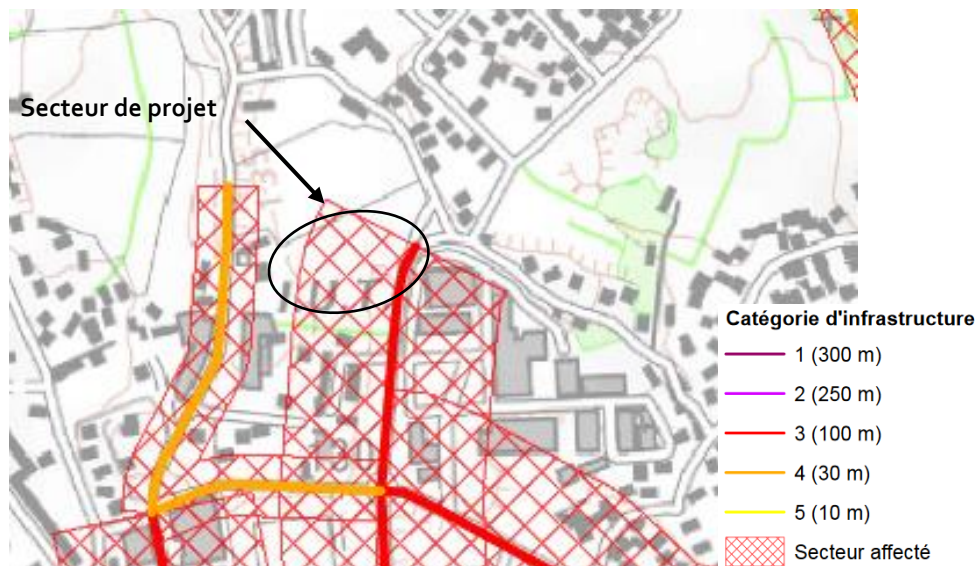 Secteur de projet
Catégorie d'infrastructure
1 (300 m)
2 (250 m)
3 (100 m)
4 (30 m)
5 (10 m)
Secteur affecté